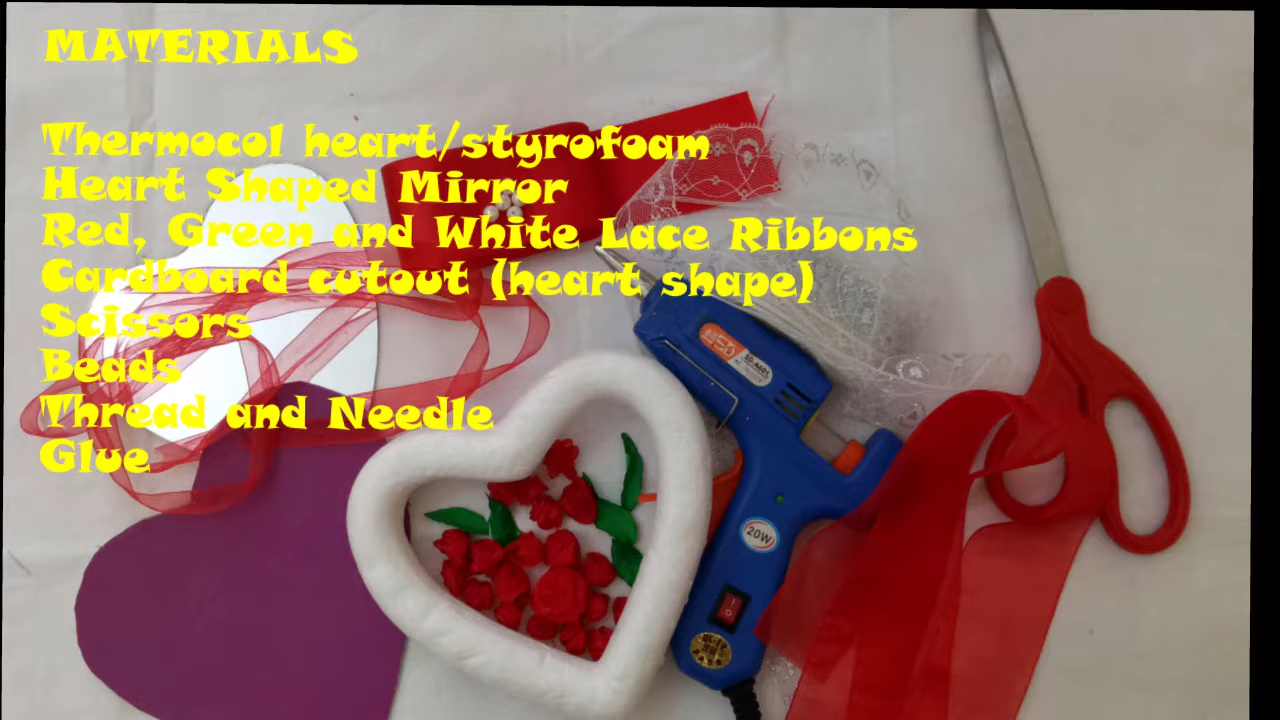 MATERIALS
Thermocol heart/styrofoam
Heart Shaped Mirror
Red, Green and White Lace Ribbons
Cardboard cutout (heart shape)
Scissors
Beads
Thread and Needle
Glue
20W